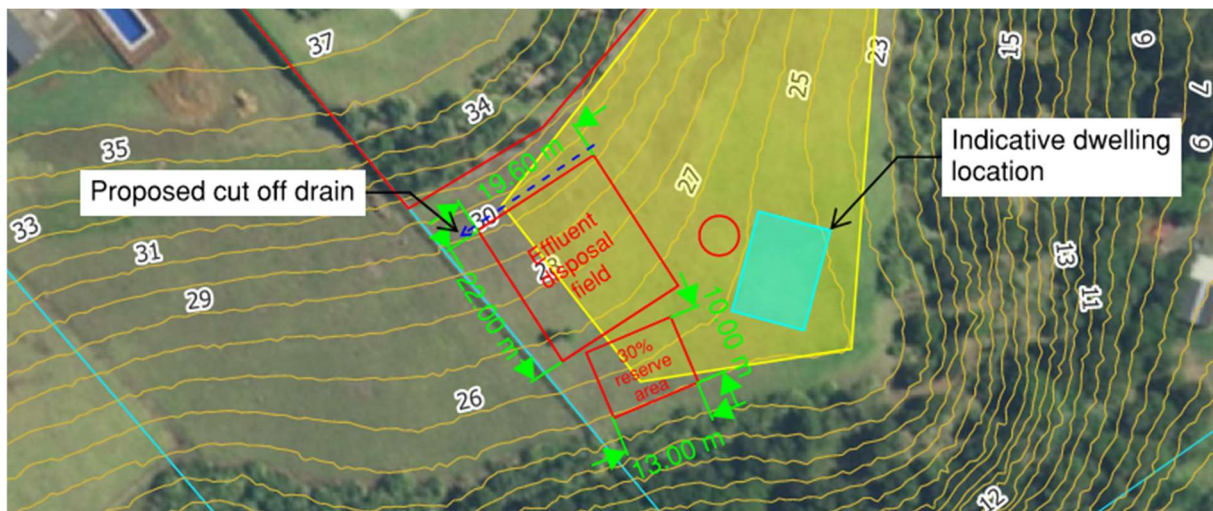 37
34
35
33
31
29
26
30
28
27
25
23
15
9
7
9
13
11
12
Proposed cut off drain
Indicative dwelling
location
19.60 m
22.00 m
Effluent
disposal
field
10.00 m
30%
reserve
area
13.00 m